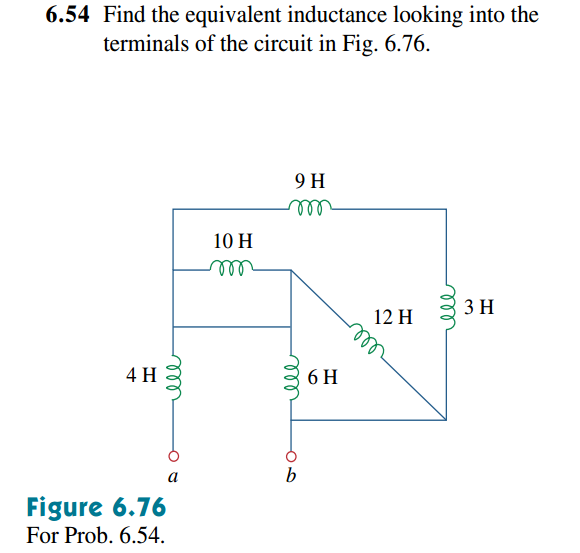 6.54 Find the equivalent inductance looking into the
terminals of the circuit in Fig. 6.76.
9 H
10 H
3 H
12 H
4 H
6 H
a
b
Figure 6.76
For Prob. 6.54.